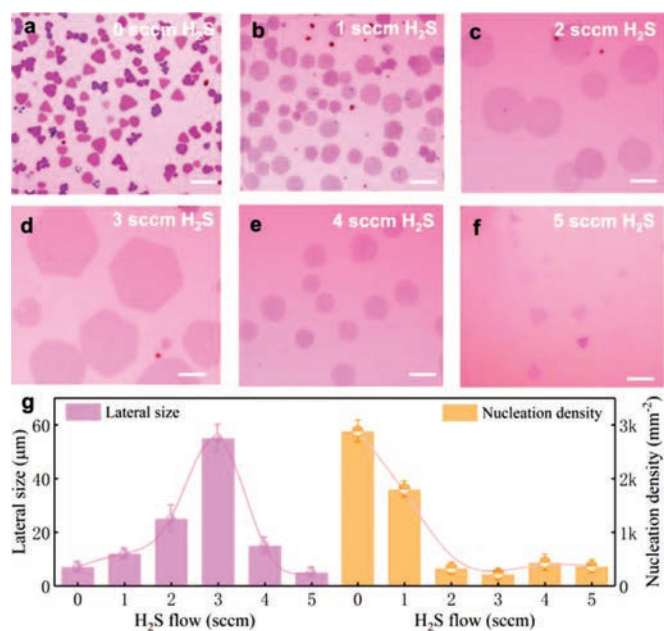 a 0 sccm H₂S
b 1 sccm H₂S
c 2 sccm H₂S
d 3 sccm H₂S
e 4 sccm H₂S
f 5 sccm H₂S
g
Lateral size
Nucleation density
Lateral size (μm)
60
40
20
0
0 1 2 3 4 5 0 1 2 3 4 5
H₂S flow (sccm) H₂S flow (sccm)
3k
2k
1k
0
Nucleation density (mm⁻²)